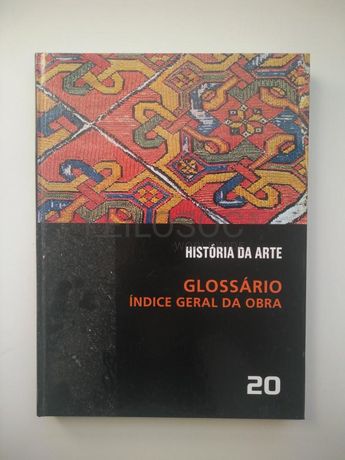 HISTÓRIA DA ARTE
GLOSSÁRIO
ÍNDICE GERAL DA OBRA
20